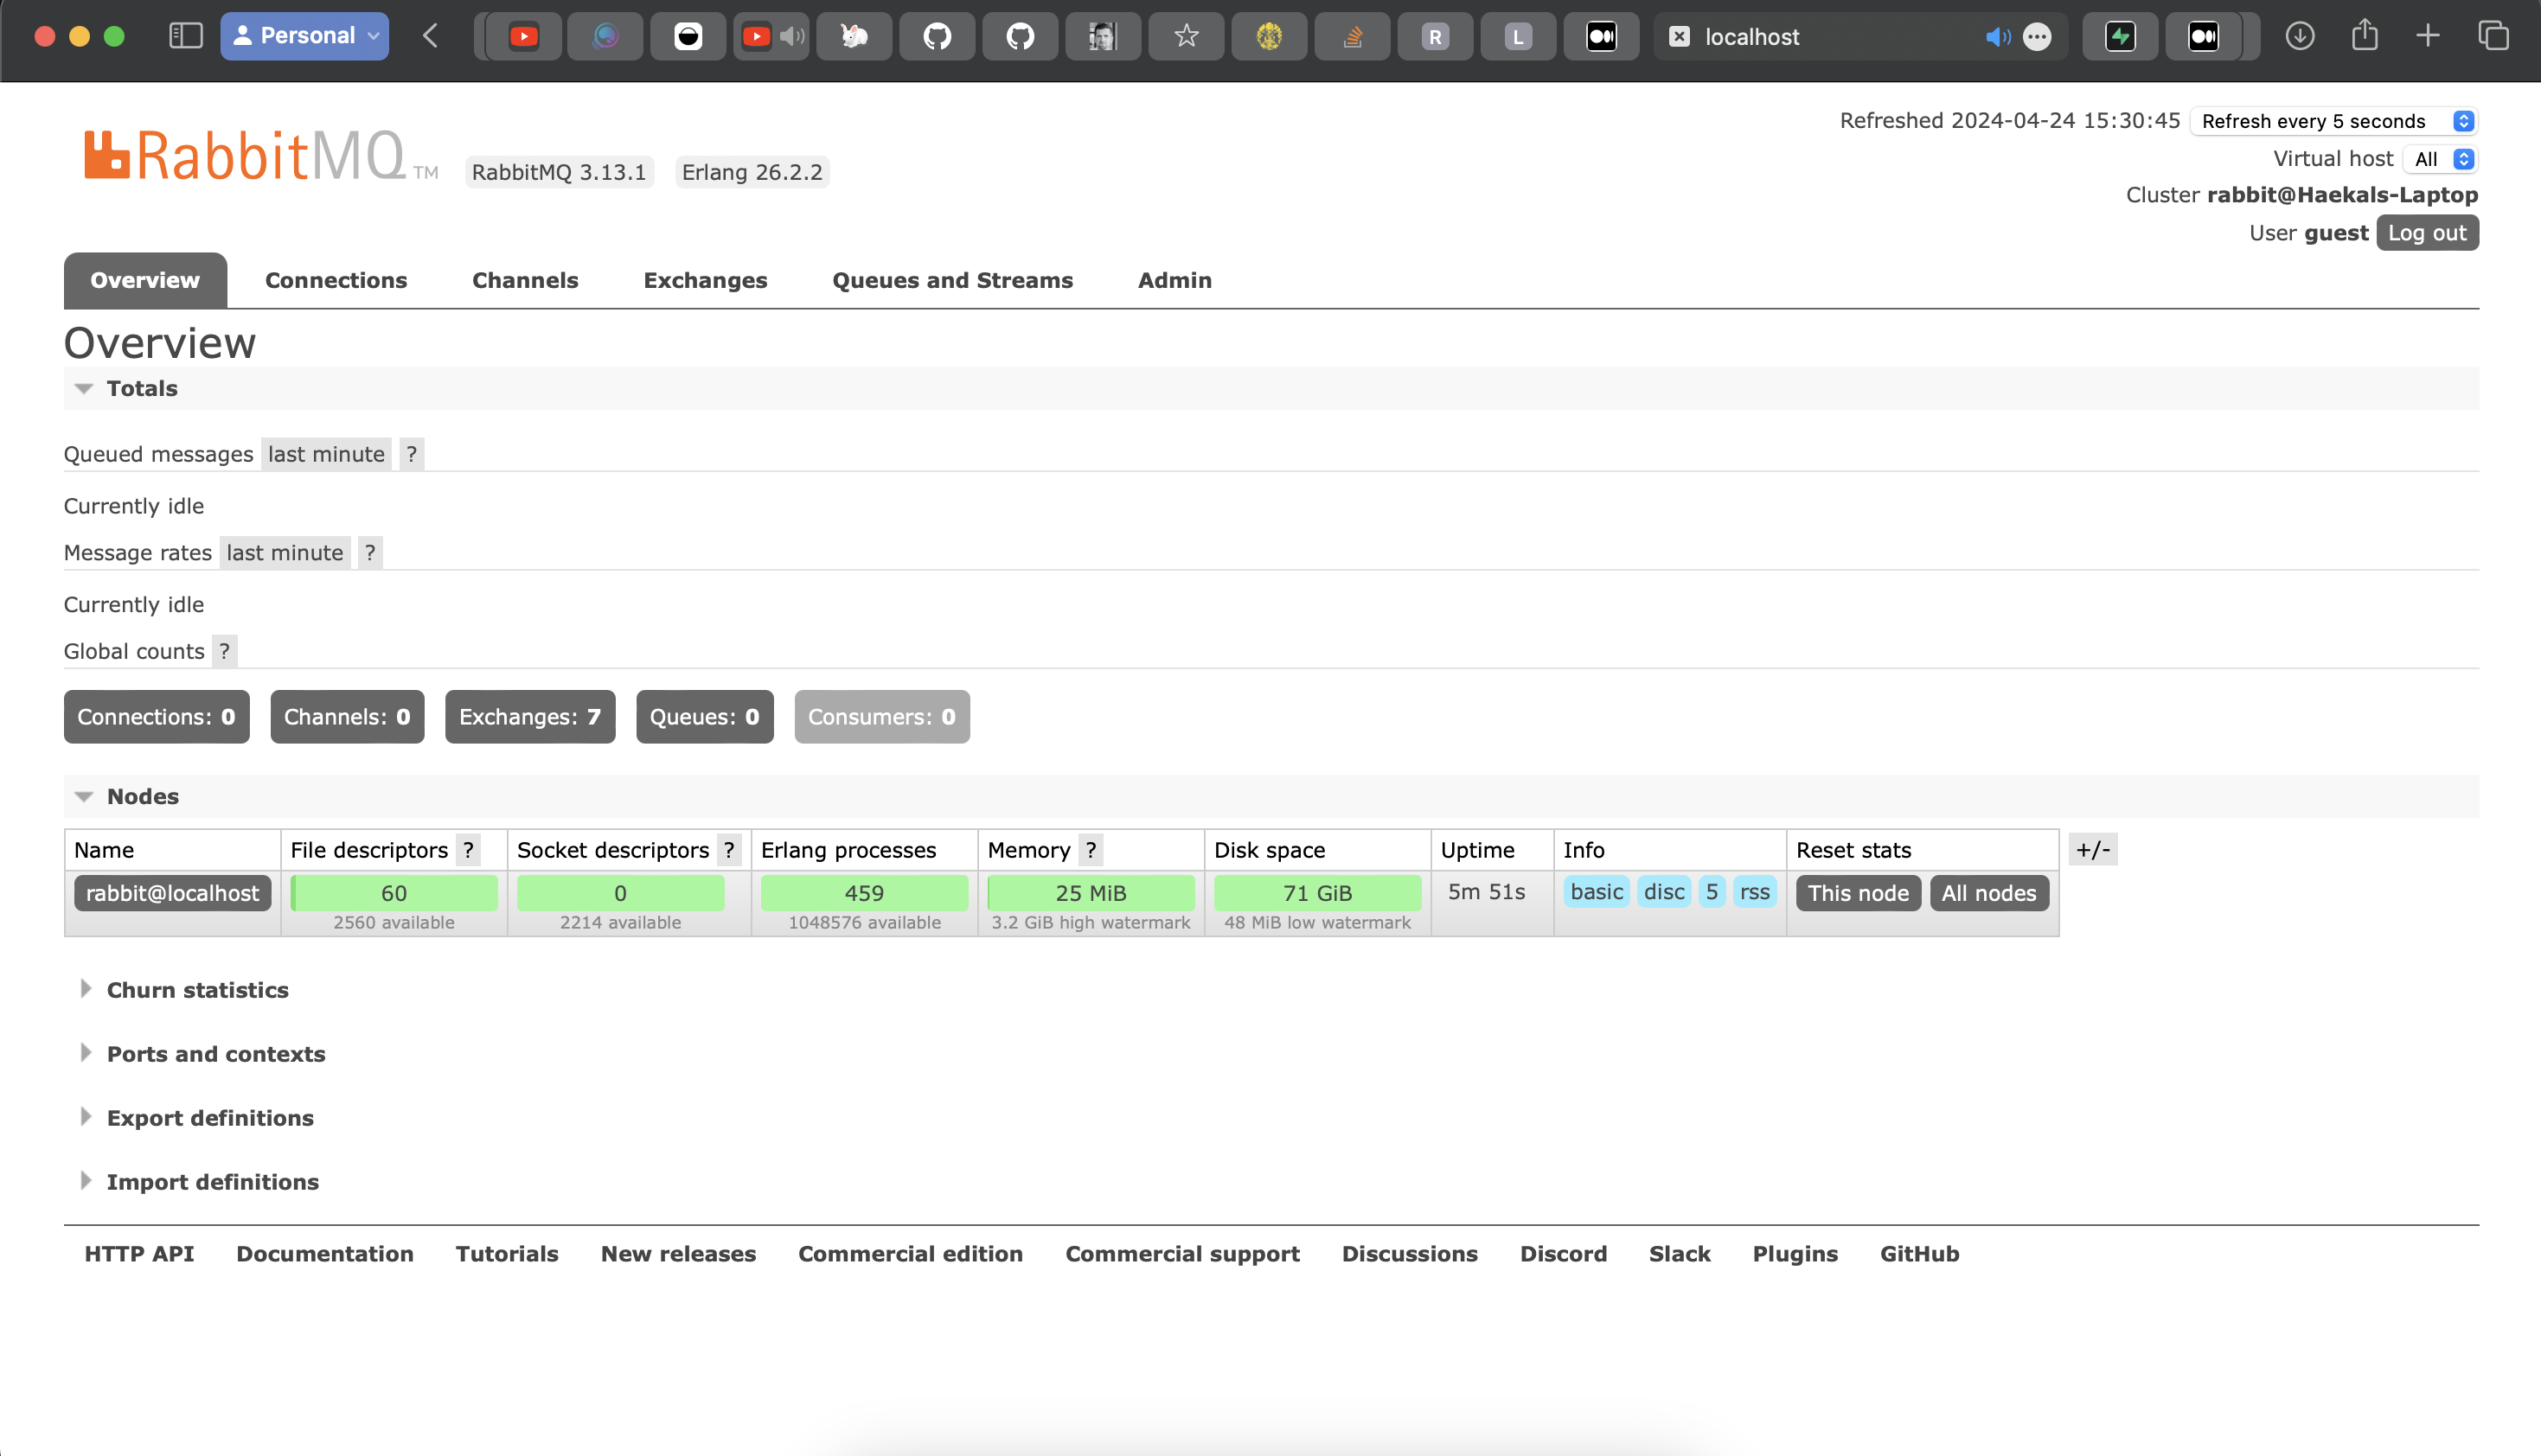 Personal
R
L
localhost
RabbitMQ TM
RabbitMQ 3.13.1
Erlang 26.2.2
Refreshed 2024-04-24 15:30:45 Refresh every 5 seconds
Virtual host All
Cluster rabbit@Haekals-Laptop
User guest Log out
Overview Connections Channels Exchanges Queues and Streams Admin
Overview
Totals
Queued messages last minute ?
Currently idle
Message rates last minute ?
Currently idle
Global counts ?
Connections: 0 Channels: 0 Exchanges: 7 Queues: 0 Consumers: 0
Nodes
Name File descriptors ? Socket descriptors ? Erlang processes Memory ? Disk space Uptime Info Reset stats +/-
rabbit@localhost 60 0 459 25 MiB 71 GiB 5m 51s basic disc 5 rss This node All nodes
2560 available 2214 available 1048576 available 3.2 GiB high watermark 48 MiB low watermark
Churn statistics
Ports and contexts
Export definitions
Import definitions
HTTP API Documentation Tutorials New releases Commercial edition Commercial support Discussions Discord Slack Plugins GitHub